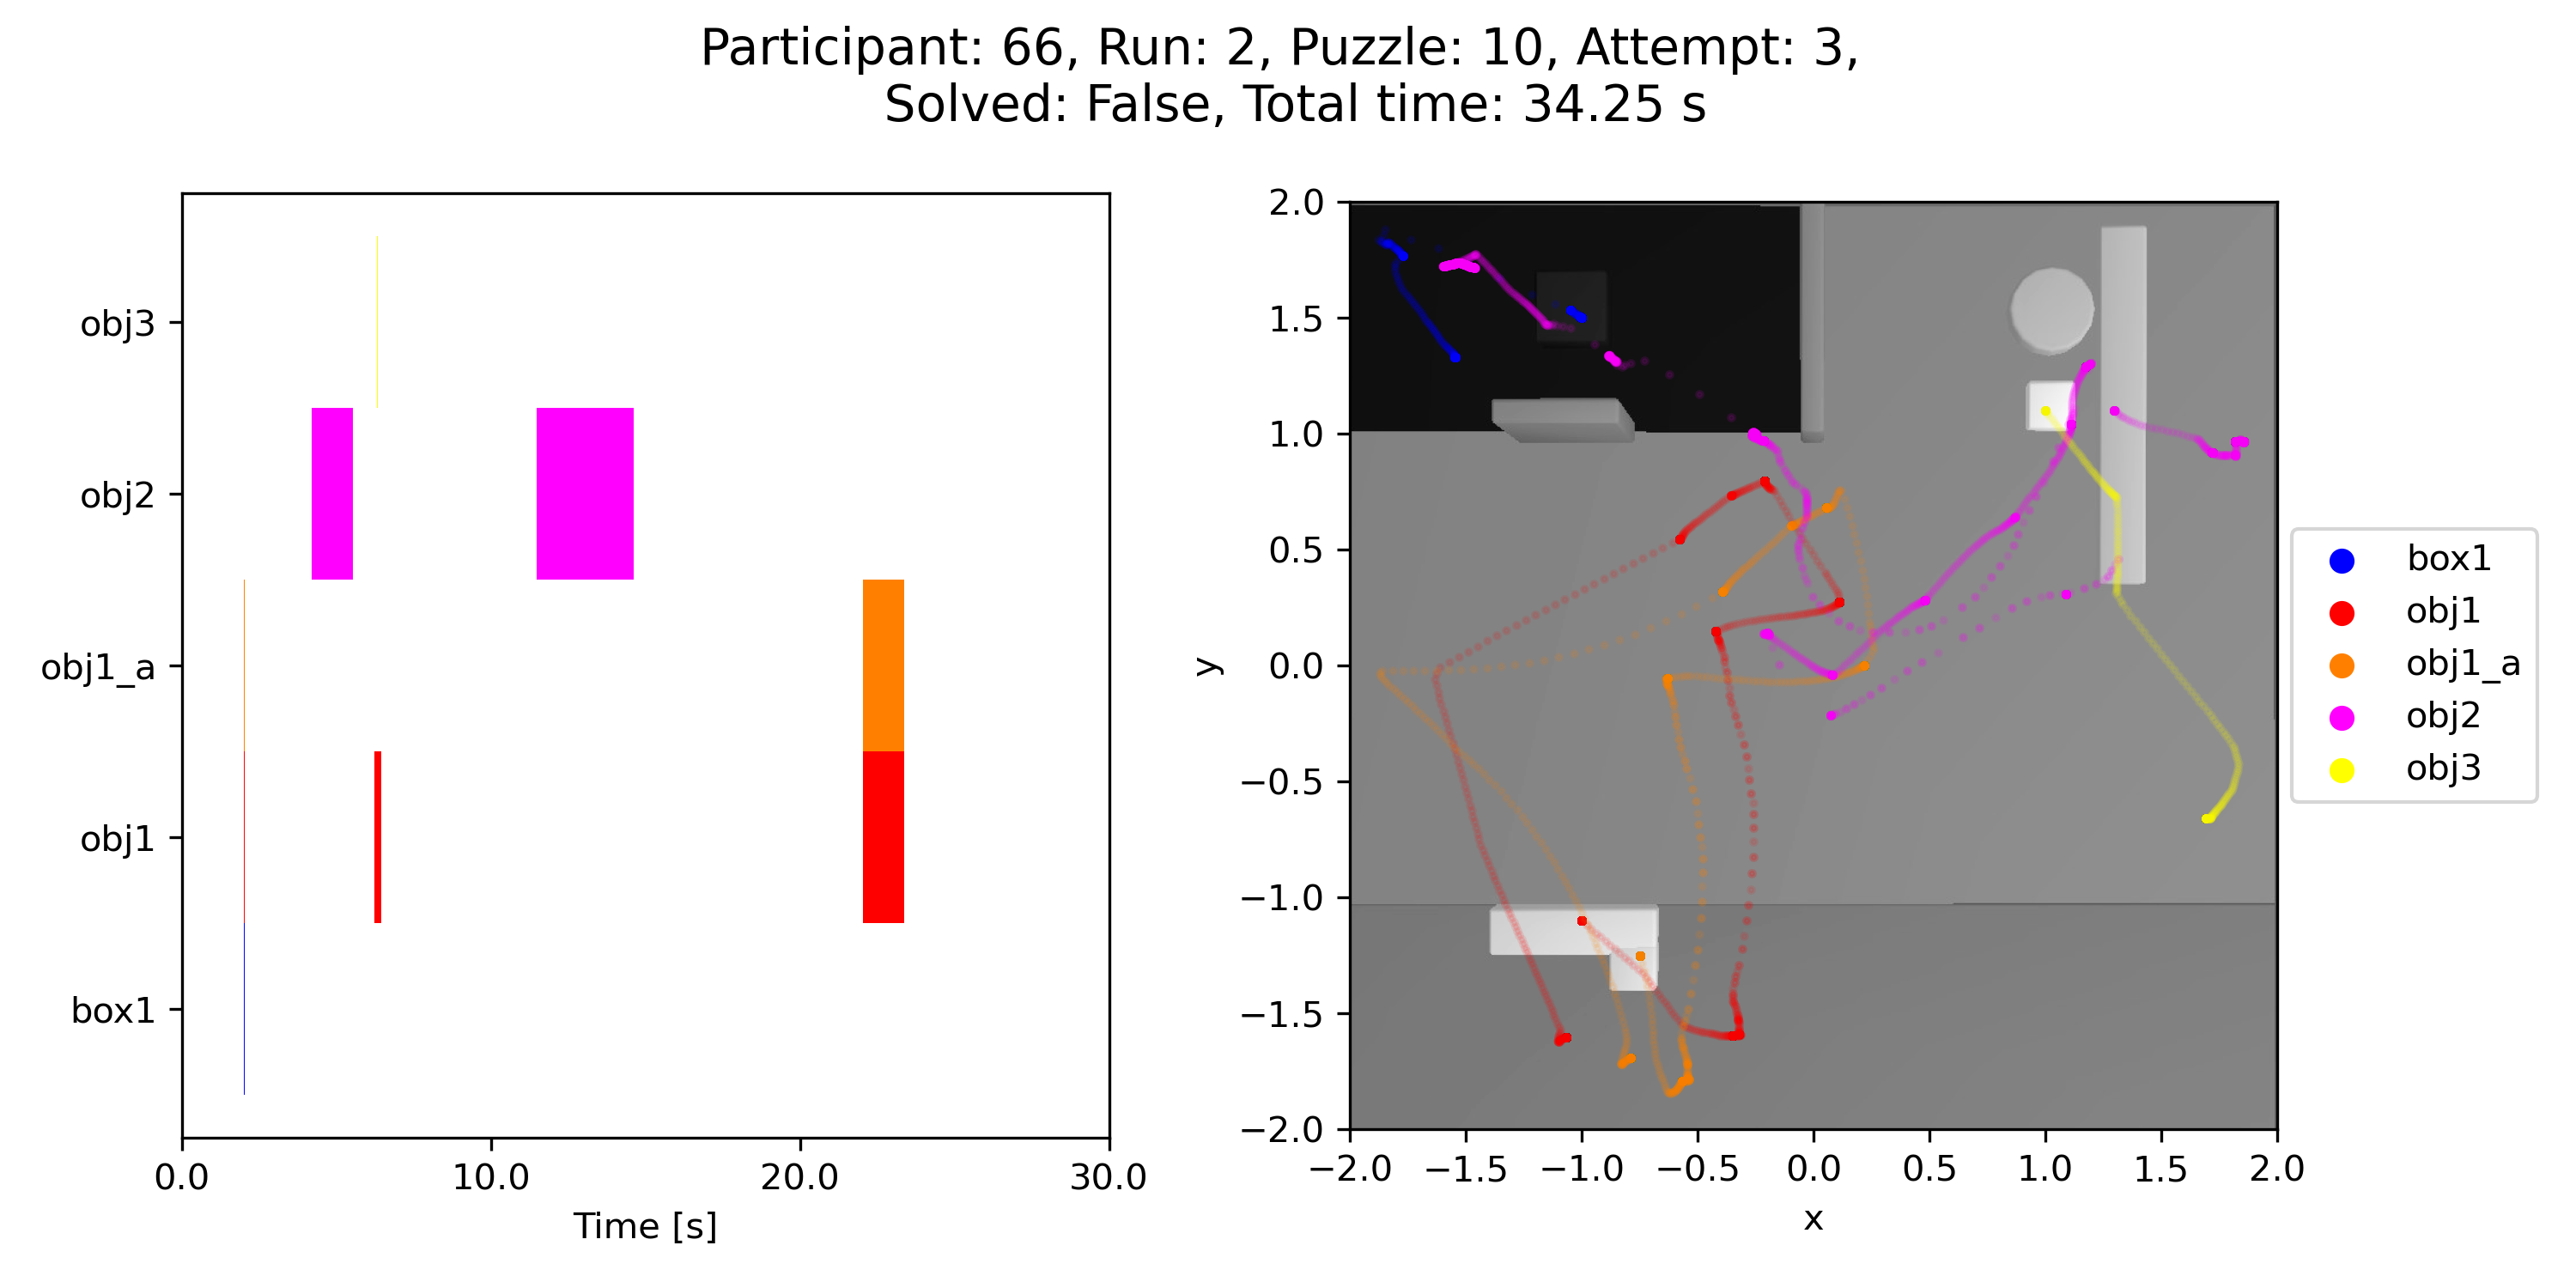 Participant: 66, Run: 2, Puzzle: 10, Attempt: 3,
Solved: False, Total time: 34.25 s
obj3
obj2
obj1_a
obj1
box1
0.0
10.0
20.0
30.0
Time [s]
2.0
1.5
1.0
0.5
0.0
−0.5
−1.0
−1.5
−2.0
y
−2.0
−1.5
−1.0
−0.5
0.0
0.5
1.0
1.5
2.0
x
box1
obj1
obj1_a
obj2
obj3